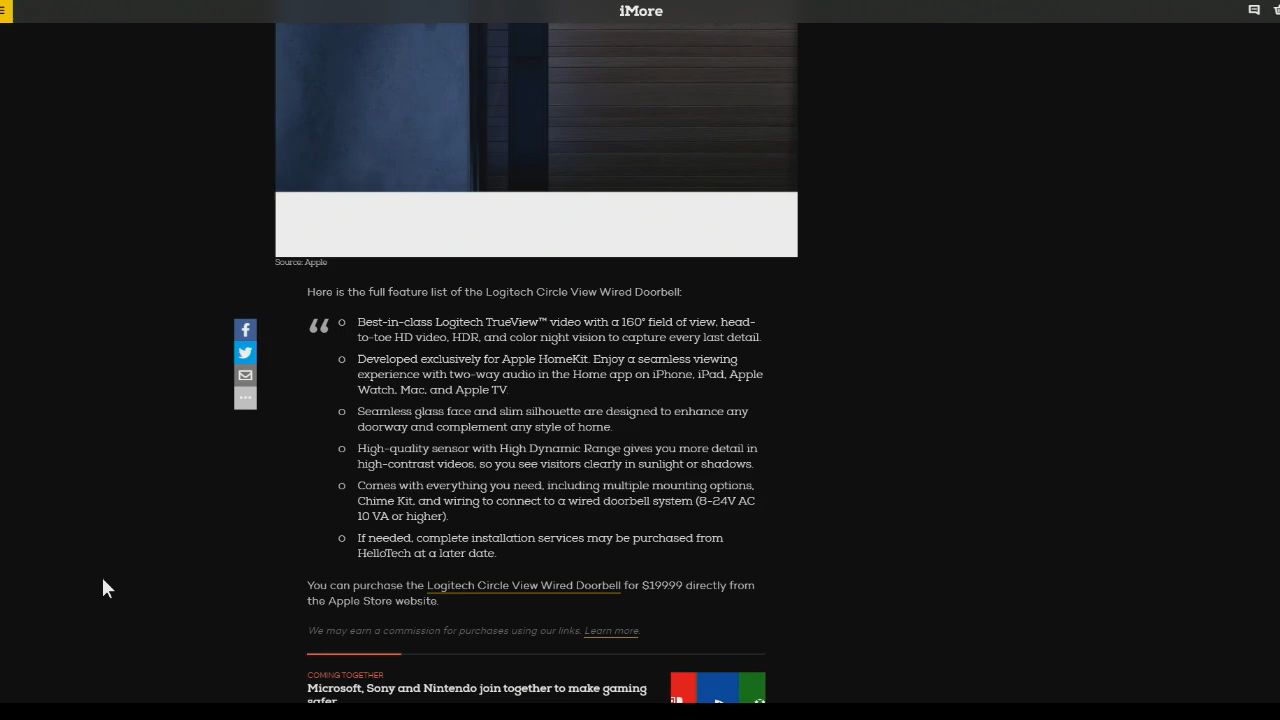 iMore
Source: Apple
Here is the full feature list of the Logitech Circle View Wired Doorbell:
“
o Best-in-class Logitech TrueView™ video with a 160° field of view, head-
to-toe HD video, HDR, and color night vision to capture every last detail.
o Developed exclusively for Apple HomeKit. Enjoy a seamless viewing
experience with two-way audio in the Home app on iPhone, iPad, Apple
Watch, Mac, and Apple TV.
o Seamless glass face and slim silhouette are designed to enhance any
doorway and complement any style of home.
o High-quality sensor with High Dynamic Range gives you more detail in
high-contrast videos, so you see visitors clearly in sunlight or shadows.
o Comes with everything you need, including multiple mounting options,
Chime Kit, and wiring to connect to a wired doorbell system (8-24V AC
10 VA or higher).
o If needed, complete installation services may be purchased from
HelloTech at a later date.
You can purchase the Logitech Circle View Wired Doorbell for $199.99 directly from
the Apple Store website.
We may earn a commission for purchases using our links. Learn more.
COMING TOGETHER
Microsoft, Sony and Nintendo join together to make gaming
safer